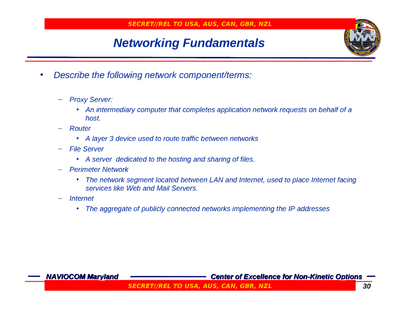 SECRET//REL TO USA, AUS, CAN, GBR, NZL
Networking Fundamentals
• Describe the following network component/terms:
– Proxy Server:
• An intermediary computer that completes application network requests on behalf of a
host.
– Router
• A layer 3 device used to route traffic between networks
– File Server
• A server dedicated to the hosting and sharing of files.
– Perimeter Network
• The network segment located between LAN and Internet, used to place Internet facing
services like Web and Mail Servers.
– Internet
• The aggregate of publicly connected networks implementing the IP addresses
NAVIOCOM Maryland
Center of Excellence for Non-Kinetic Options
SECRET//REL TO USA, AUS, CAN, GBR, NZL
30